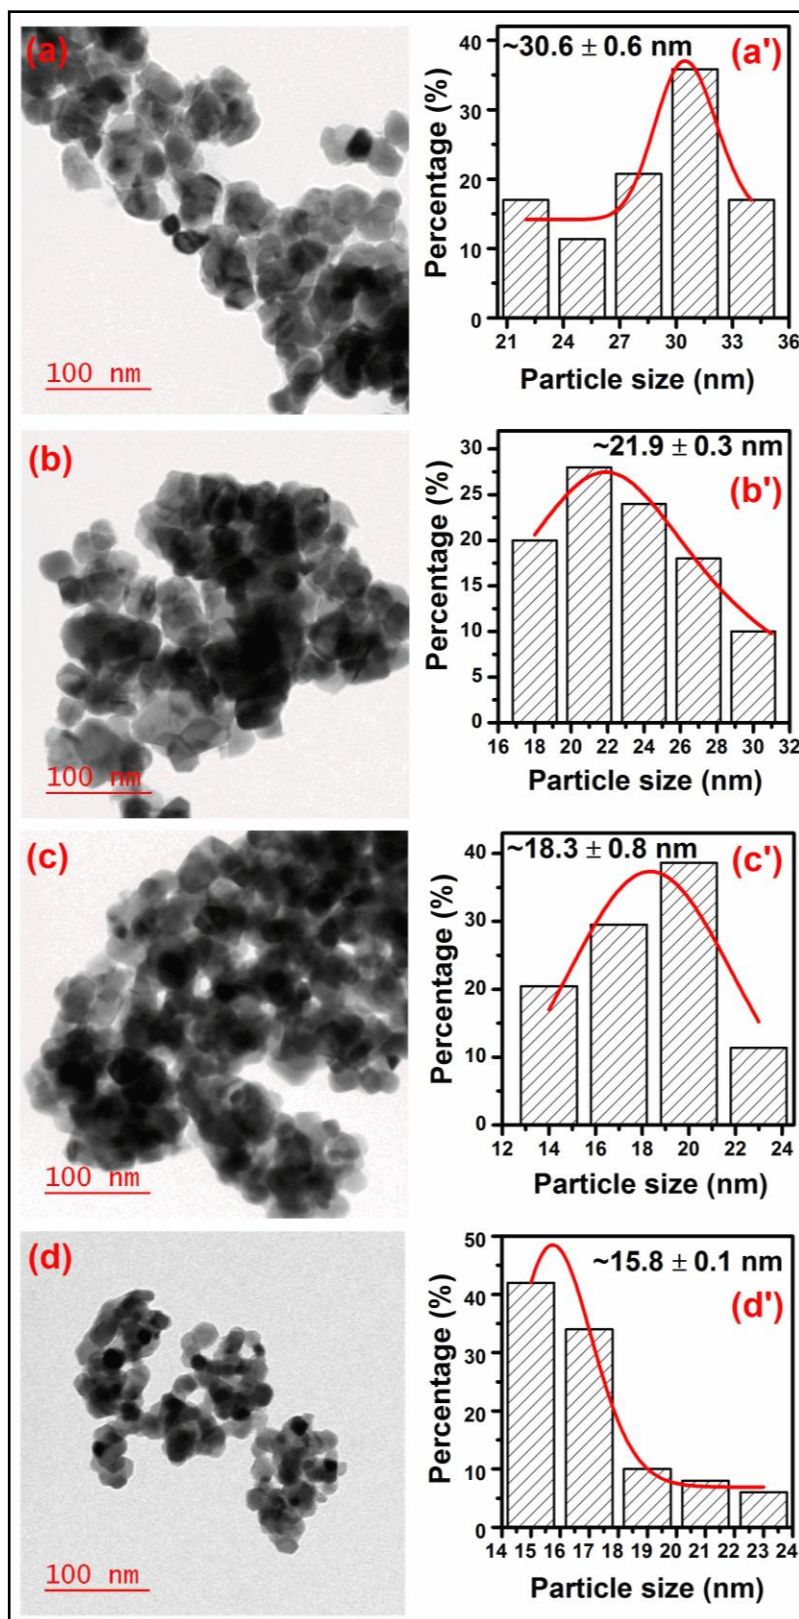 (a)
100 nm
~30.6 ± 0.6 nm
(a')
Percentage (%)
40
30
20
10
0
21 24 27 30 33 36
Particle size (nm)
(b)
100 nm
~21.9 ± 0.3 nm
(b')
Percentage (%)
30
25
20
15
10
5
0
16 18 20 22 24 26 28 30 32
Particle size (nm)
(c)
100 nm
~18.3 ± 0.8 nm
(c')
Percentage (%)
40
30
20
10
0
12 14 16 18 20 22 24
Particle size (nm)
(d)
100 nm
~15.8 ± 0.1 nm
(d')
Percentage (%)
50
40
30
20
10
0
14 15 16 17 18 19 20 21 22 23 24
Particle size (nm)